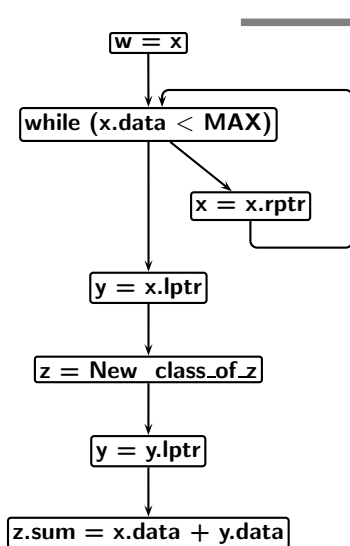 w = x
while (x.data < MAX)
x = x.rptr
y = x.lptr
z = New class_of_z
y = y.lptr
z.sum = x.data + y.data